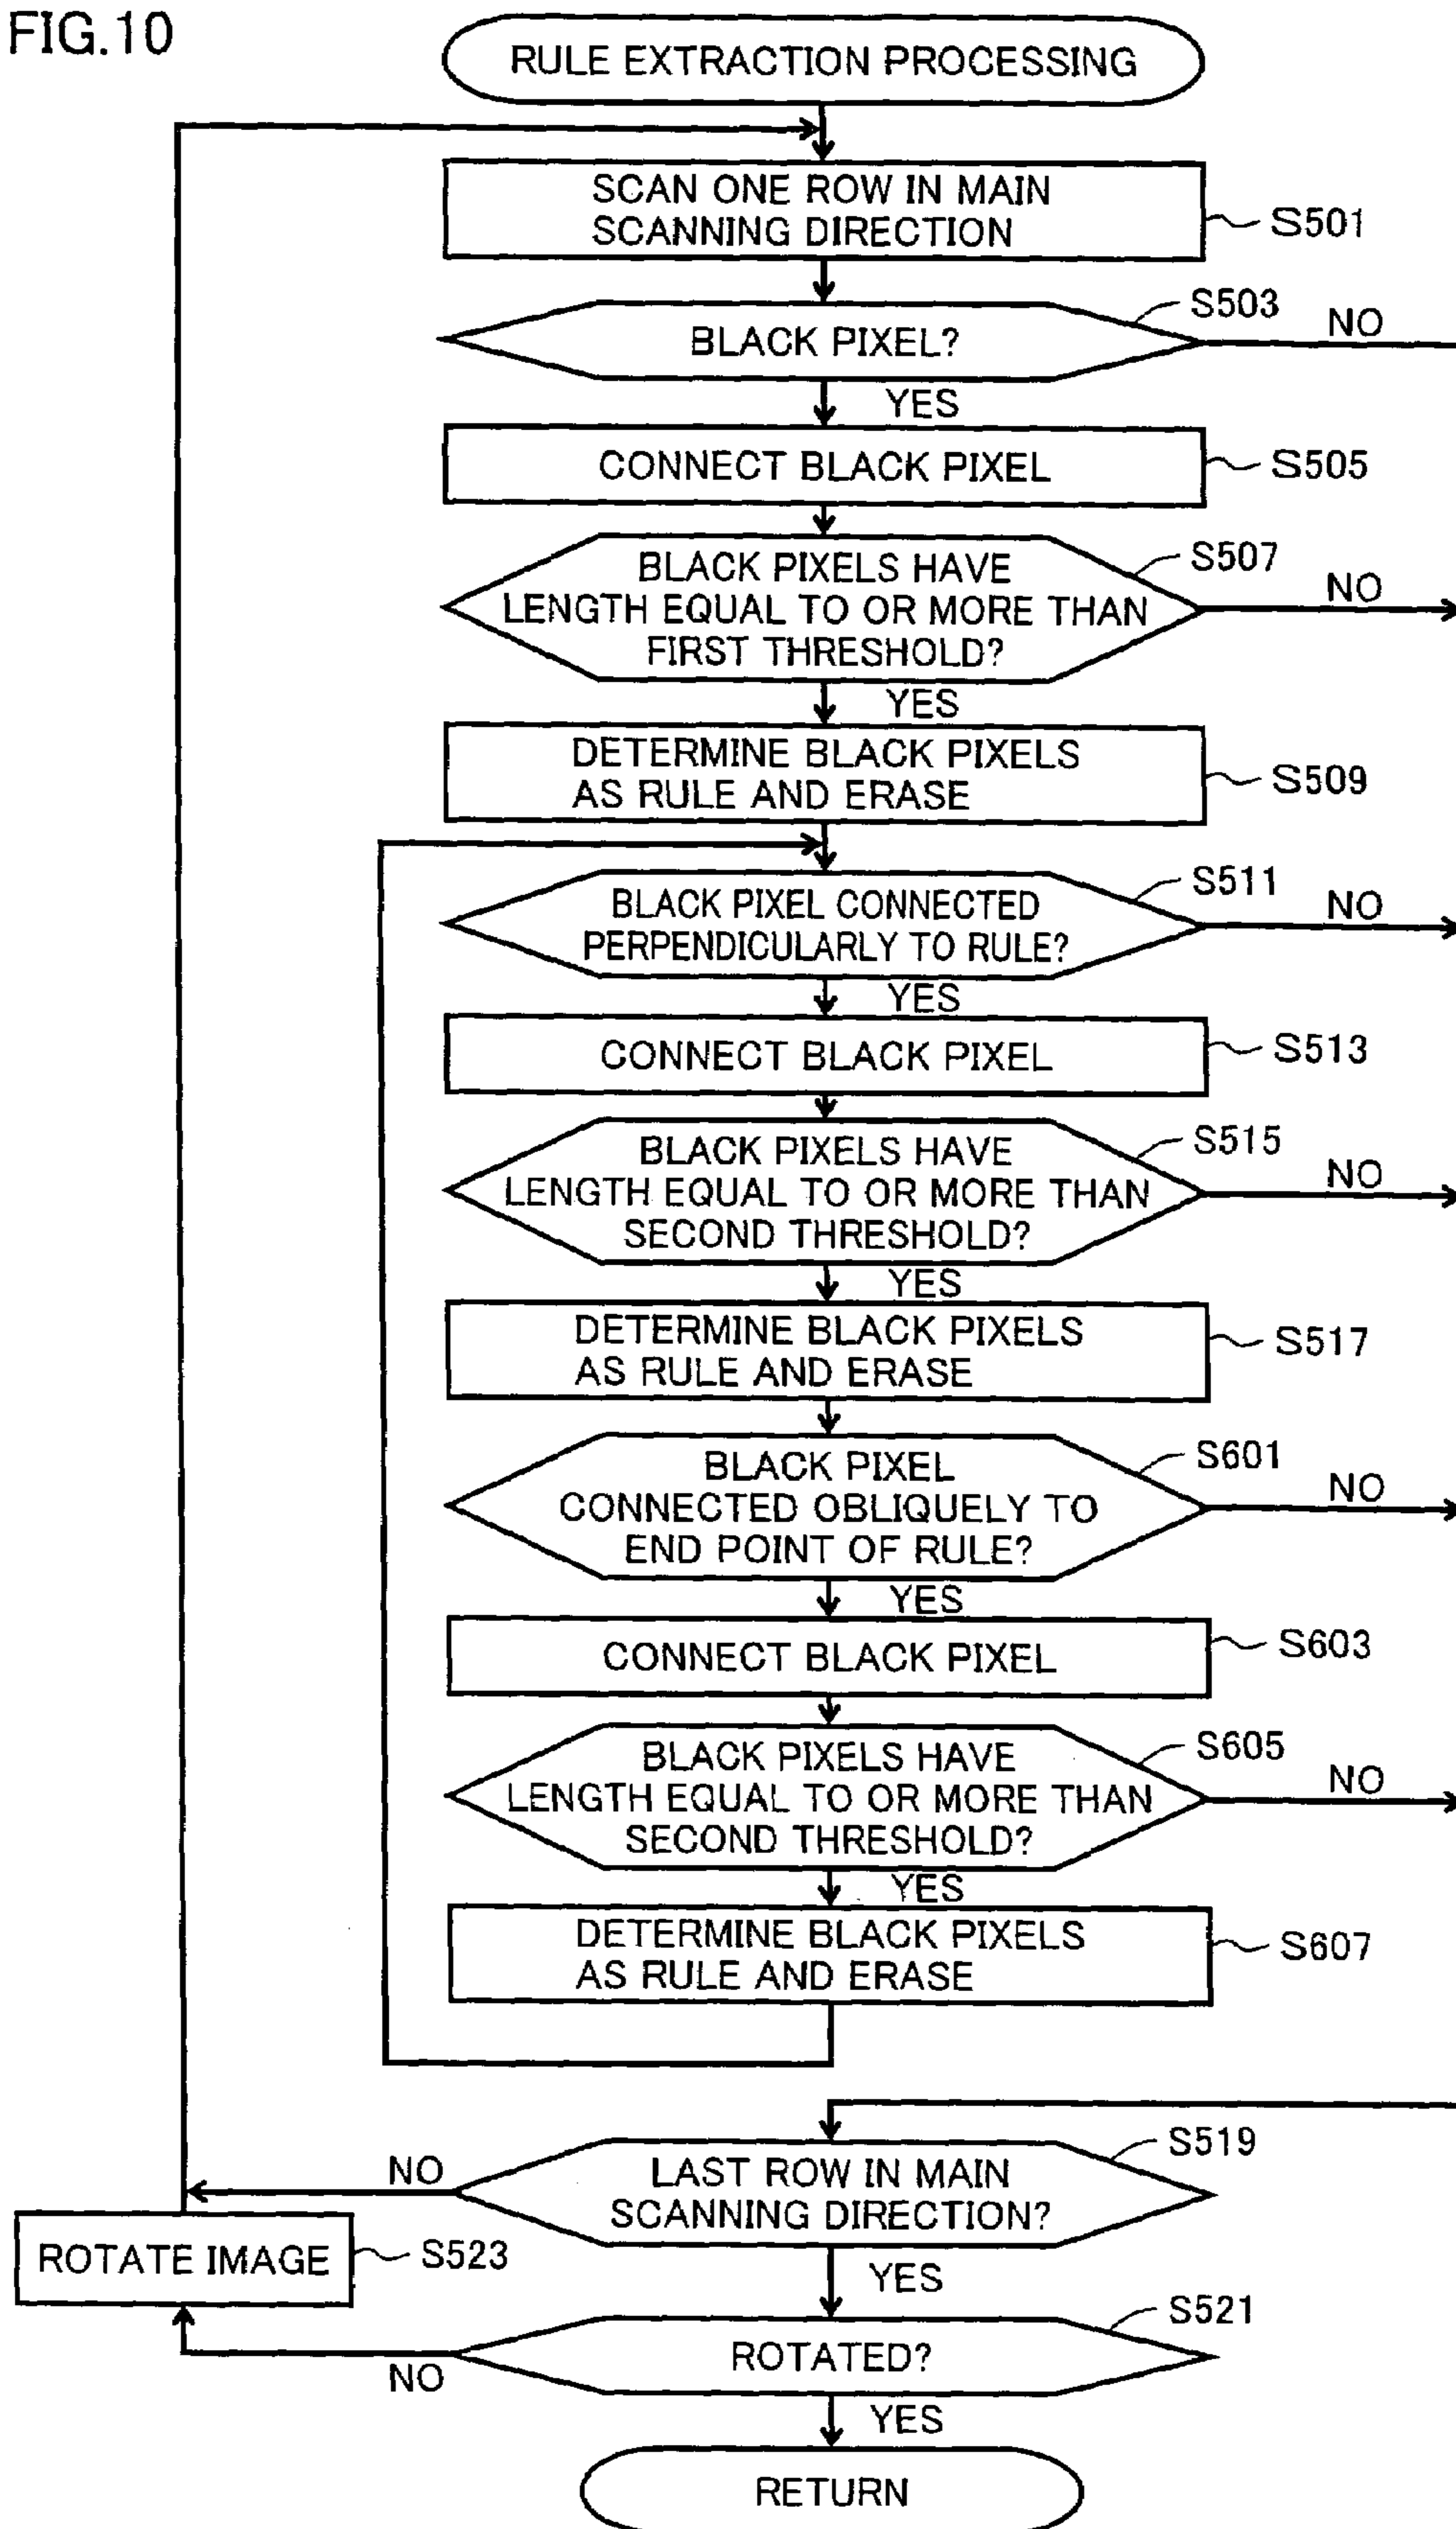 FIG.10
RULE EXTRACTION PROCESSING
SCAN ONE ROW IN MAIN
SCANNING DIRECTION
S501
S503
NO
BLACK PIXEL?
YES
CONNECT BLACK PIXEL
S505
S507
BLACK PIXELS HAVE
LENGTH EQUAL TO OR MORE THAN
FIRST THRESHOLD?
NO
YES
DETERMINE BLACK PIXELS
AS RULE AND ERASE
S509
S511
BLACK PIXEL CONNECTED
PERPENDICULARLY TO RULE?
NO
YES
CONNECT BLACK PIXEL
S513
S515
BLACK PIXELS HAVE
LENGTH EQUAL TO OR MORE THAN
SECOND THRESHOLD?
NO
YES
DETERMINE BLACK PIXELS
AS RULE AND ERASE
S517
S601
BLACK PIXEL
CONNECTED OBLIQUELY TO
END POINT OF RULE?
NO
YES
CONNECT BLACK PIXEL
S603
S605
BLACK PIXELS HAVE
LENGTH EQUAL TO OR MORE THAN
SECOND THRESHOLD?
NO
YES
DETERMINE BLACK PIXELS
AS RULE AND ERASE
S607
S519
NO
LAST ROW IN MAIN
SCANNING DIRECTION?
ROTATE IMAGE
S523
YES
S521
ROTATED?
NO
YES
RETURN